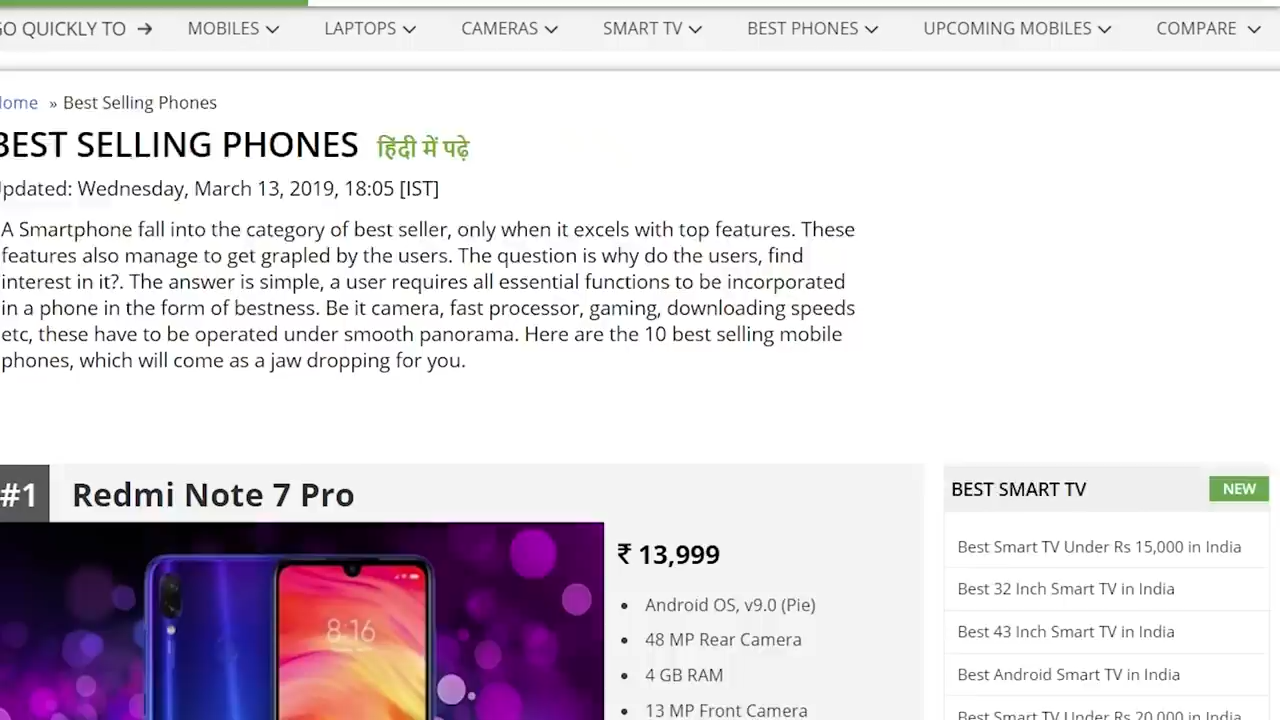 GO QUICKLY TO → MOBILES LAPTOPS CAMERAS SMART TV BEST PHONES UPCOMING MOBILES COMPARE
Home » Best Selling Phones
BEST SELLING PHONES हिंदी में पढ़े
Updated: Wednesday, March 13, 2019, 18:05 [IST]
A Smartphone fall into the category of best seller, only when it excels with top features. These
features also manage to get grapled by the users. The question is why do the users, find
interest in it?. The answer is simple, a user requires all essential functions to be incorporated
in a phone in the form of bestness. Be it camera, fast processor, gaming, downloading speeds
etc, these have to be operated under smooth panorama. Here are the 10 best selling mobile
phones, which will come as a jaw dropping for you.
#1 Redmi Note 7 Pro
8:16
₹ 13,999
• Android OS, v9.0 (Pie)
• 48 MP Rear Camera
• 4 GB RAM
• 13 MP Front Camera
BEST SMART TV NEW
Best Smart TV Under Rs 15,000 in India
Best 32 Inch Smart TV in India
Best 43 Inch Smart TV in India
Best Android Smart TV in India
Best Smart TV Under Rs 20,000 in India